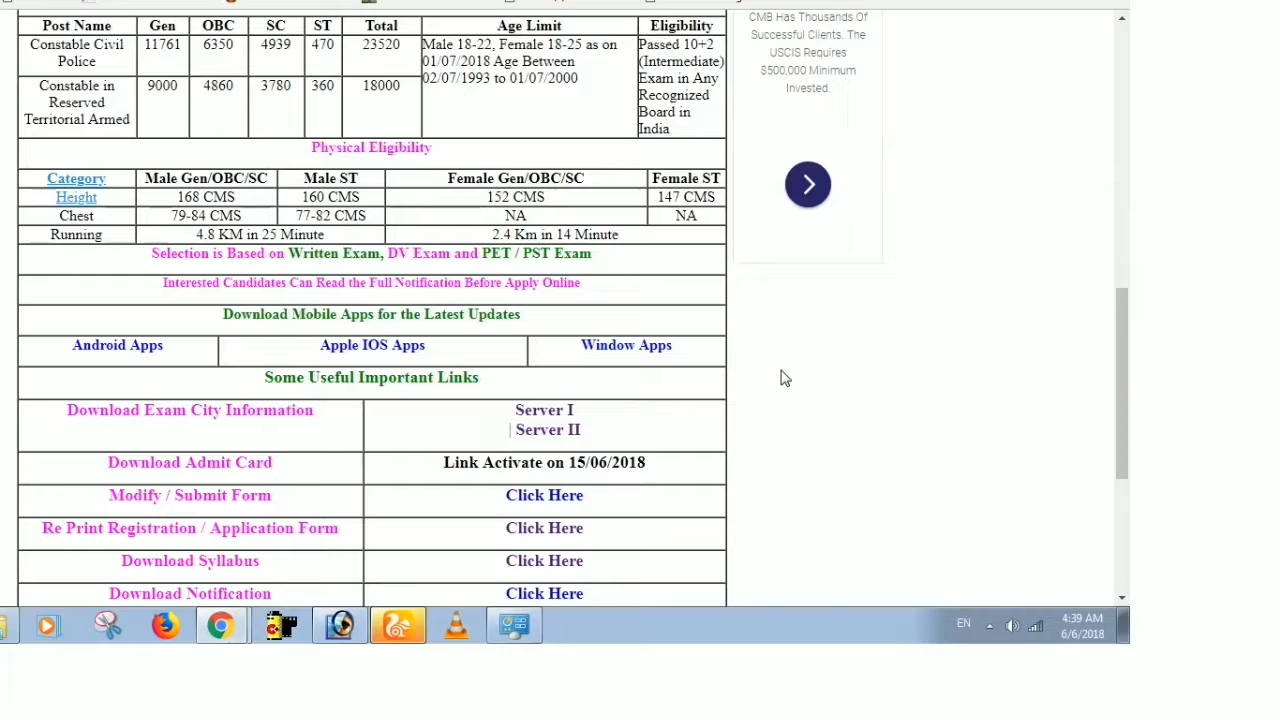 Post Name Gen OBC SC ST Total Age Limit Eligibility
Constable Civil Police 11761 6350 4939 470 23520 Male 18-22, Female 18-25 as on
01/07/2018 Age Between
02/07/1993 to 01/07/2000
Passed 10+2
(Intermediate)
Exam in Any
Recognized
Board in
India
Constable in Reserved Territorial Armed 9000 4860 3780 360 18000
Physical Eligibility
Category Male Gen/OBC/SC Male ST Female Gen/OBC/SC Female ST
Height 168 CMS 160 CMS 152 CMS 147 CMS
Chest 79-84 CMS 77-82 CMS NA NA
Running 4.8 KM in 25 Minute 2.4 Km in 14 Minute
Selection is Based on Written Exam, DV Exam and PET / PST Exam
Interested Candidates Can Read the Full Notification Before Apply Online
Download Mobile Apps for the Latest Updates
Android Apps Apple IOS Apps Window Apps
Some Useful Important Links
Download Exam City Information Server I
| Server II
Download Admit Card Link Activate on 15/06/2018
Modify / Submit Form Click Here
Re Print Registration / Application Form Click Here
Download Syllabus Click Here
Download Notification Click Here
CMB Has Thousands Of
Successful Clients. The
USCIS Requires
$500,000 Minimum
Invested.
EN 4:39 AM
6/6/2018